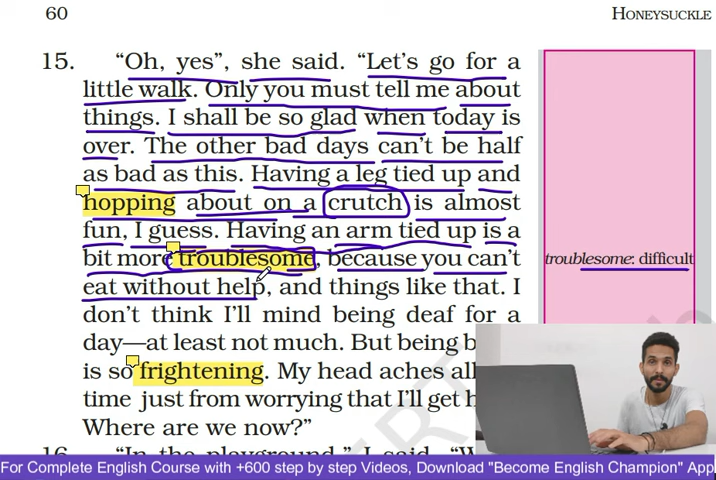 60
HONEYSUCKLE
15. “Oh, yes”, she said. “Let’s go for a
little walk. Only you must tell me about
things. I shall be so glad when today is
over. The other bad days can’t be half
as bad as this. Having a leg tied up and
hopping about on a crutch is almost
fun, I guess. Having an arm tied up is a
bit more troublesome, because you can’t
troublesome: difficult
eat without help, and things like that. I
don’t think I’ll mind being deaf for a
day—at least not much. But being
is so frightening. My head aches
time just from worrying that I’ll get
Where are we now?”
For Complete English Course with +600 step by step Videos, Download "Become English Champion" App